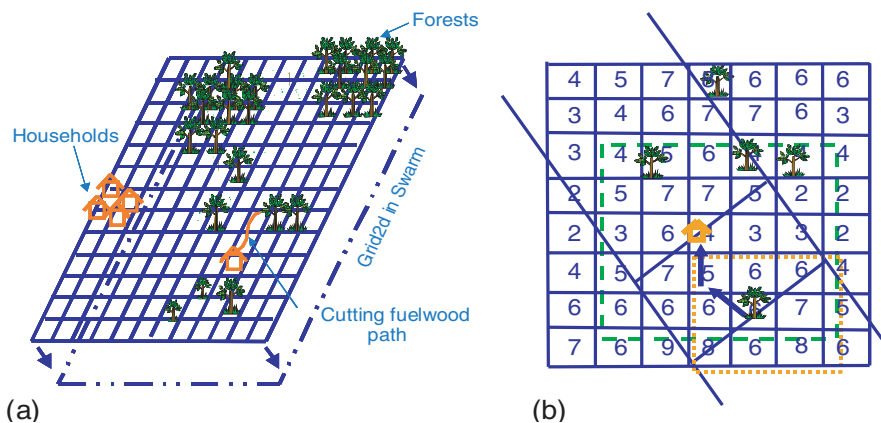 Forests
Households
Grid2d in Swarm
Cutting fuelwood
path
(a)
4 5 7 6 6 6
3 4 6 7 7 6 3
3 4 5 6 4
2 5 7 7 5 2 2
2 3 6 4 3 3 2
4 5 7 5 6 6 4
6 6 6 6 7 5
7 6 9 8 6 8 6
(b)